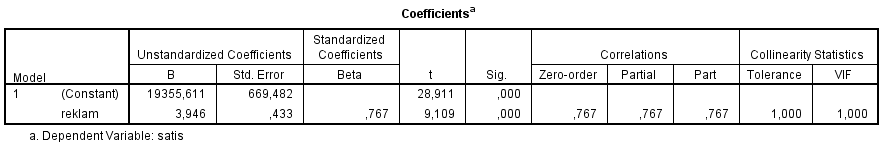 Coefficientsa
Model Unstandardized Coefficients Standardized Coefficients t Sig. Correlations Collinearity Statistics
B Std. Error Beta Zero-order Partial Part Tolerance VIF
1 (Constant) 19355,611 669,482 28,911 ,000
reklam 3,946 ,433 ,767 9,109 ,000 ,767 ,767 ,767 1,000 1,000
a. Dependent Variable: satis